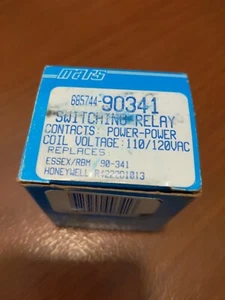 MARS
685744-90341
SWITCHING RELAY
CONTACTS: POWER-POWER
COIL VOLTAGE:110/120VAC
REPLACES
ESSEX/RBM /90-341
HONEYWELL/R4222D1013